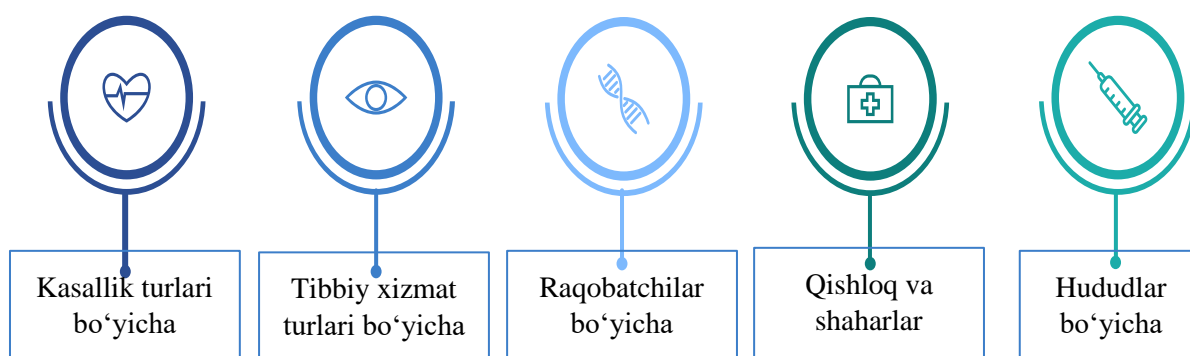 Kasallik turlari
bo‘yicha
Tibbiy xizmat
turlari bo‘yicha
Raqobatchilar
bo‘yicha
Qishloq va
shaharlar
Hududlar
bo‘yicha